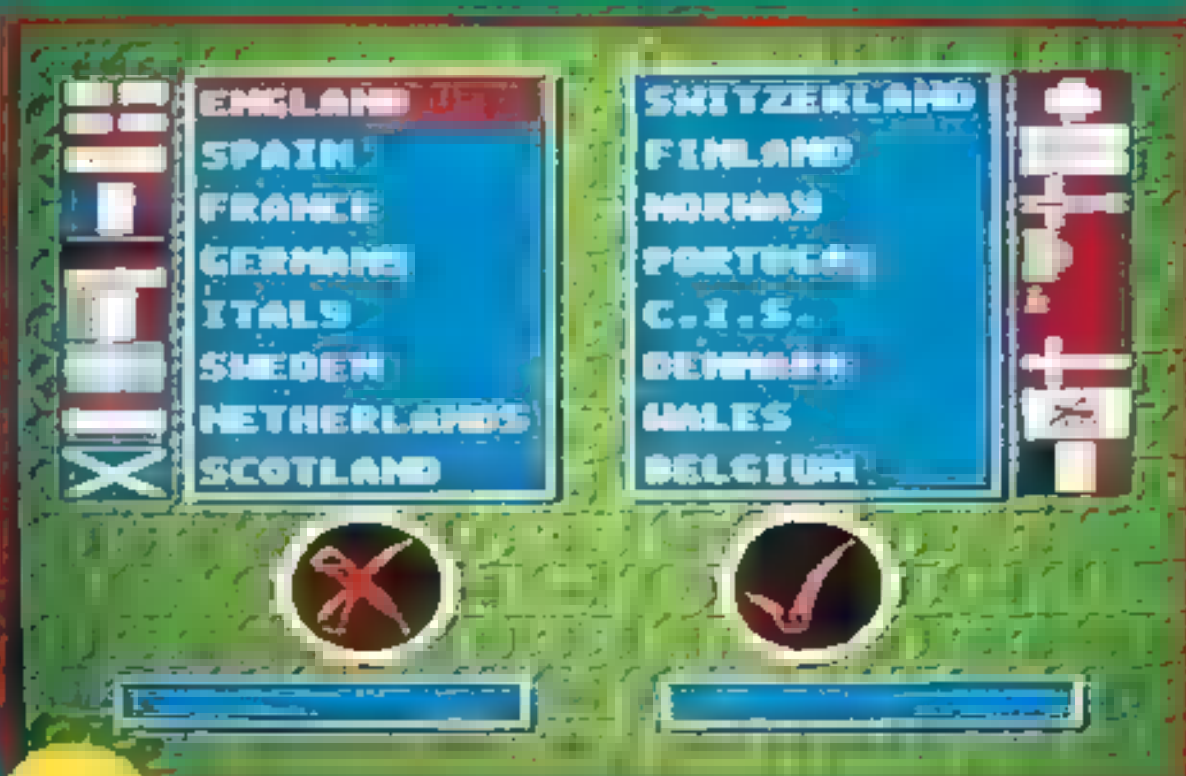 ENGLAND
SPAIN
FRANCE
GERMANY
ITALY
SWEDEN
NETHERLANDS
SCOTLAND
SWITZERLAND
FINLAND
NORWAY
PORTUGAL
C.I.S.
DENMARK
WALES
BELGIUM